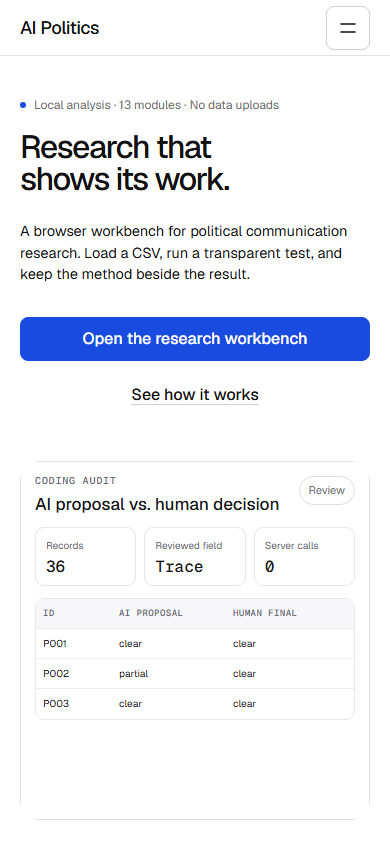 AI Politics
Local analysis · 13 modules · No data uploads
Research that
shows its work.
A browser workbench for political communication
research. Load a CSV, run a transparent test, and
keep the method beside the result.
Open the research workbench
See how it works
CODING AUDIT
AI proposal vs. human decision
Review
Records
36
Reviewed field
Trace
Server calls
0
ID AI PROPOSAL HUMAN FINAL
P001 clear clear
P002 partial clear
P003 clear clear